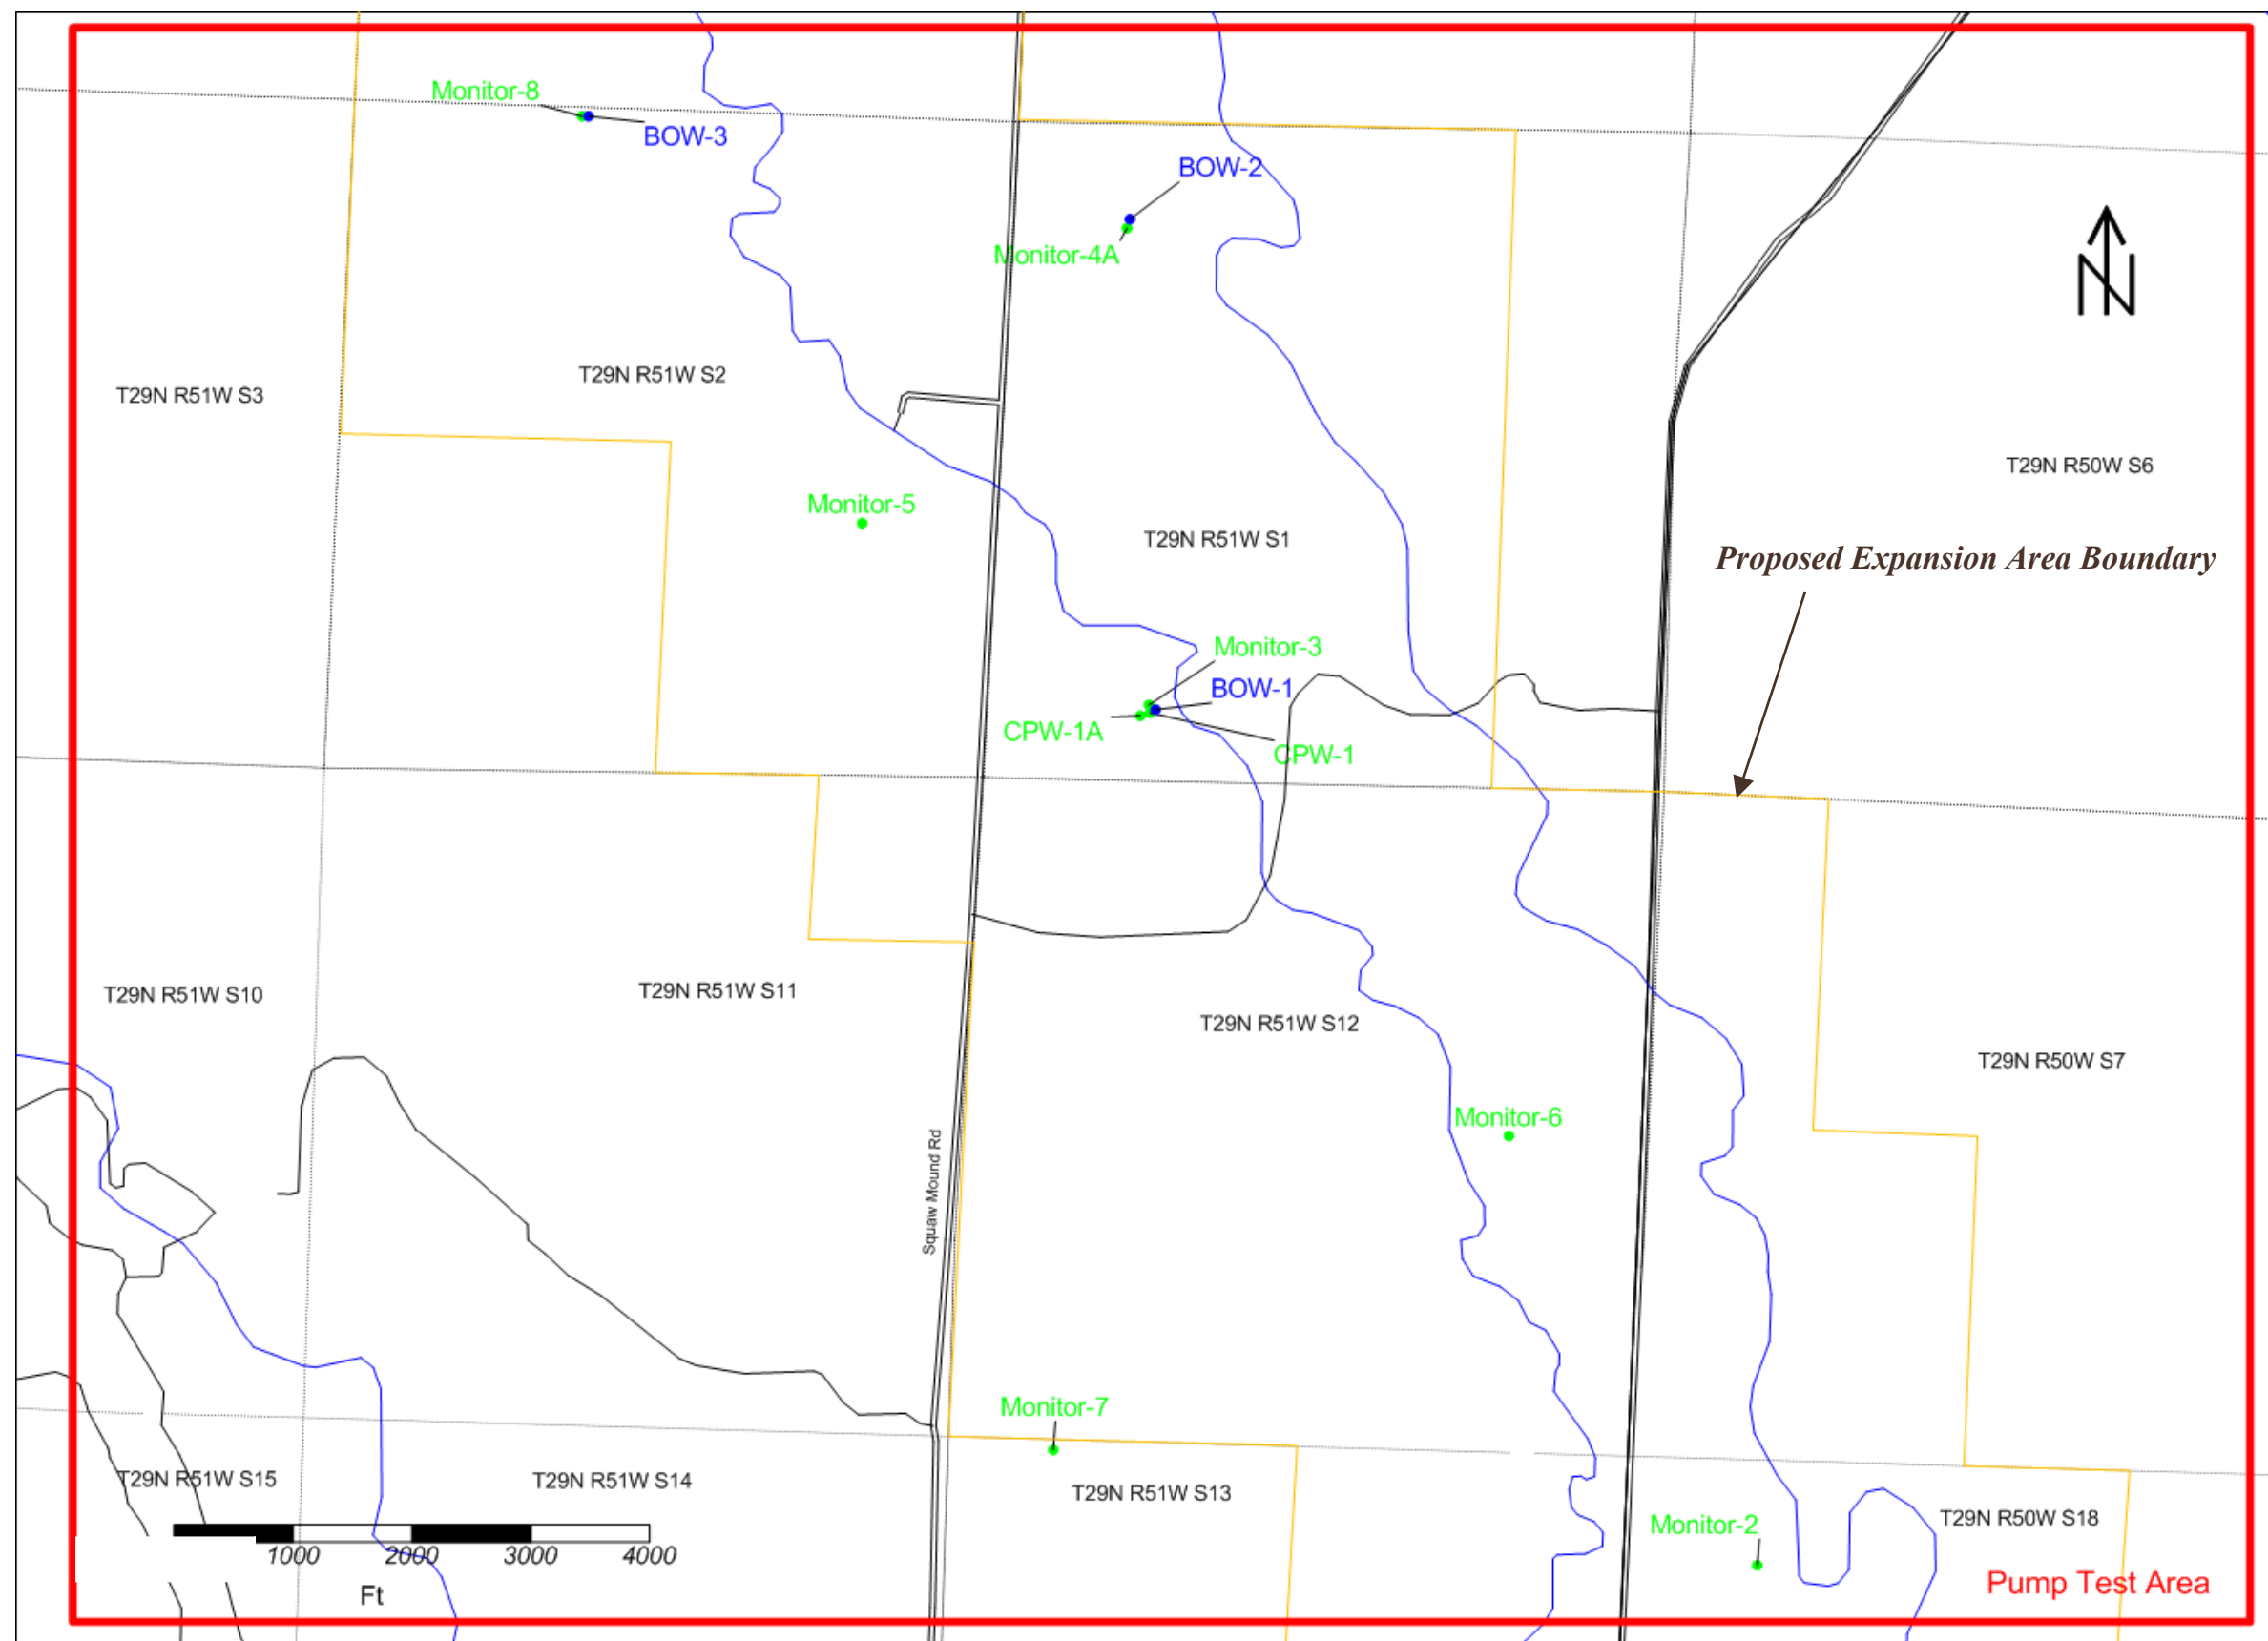 Monitor-8
BOW-3
BOW-2
Monitor-4A
N
T29N R51W S3
T29N R51W S2
T29N R50W S6
Monitor-5
T29N R51W S1
Proposed Expansion Area Boundary
Monitor-3
BOW-1
CPW-1A
CPW-1
T29N R51W S10
T29N R51W S11
T29N R51W S12
T29N R50W S7
Monitor-6
Squaw Mound Rd
Monitor-7
T29N R51W S15
T29N R51W S14
T29N R51W S13
Monitor-2
T29N R50W S18
1000 2000 3000 4000
Ft
Pump Test Area